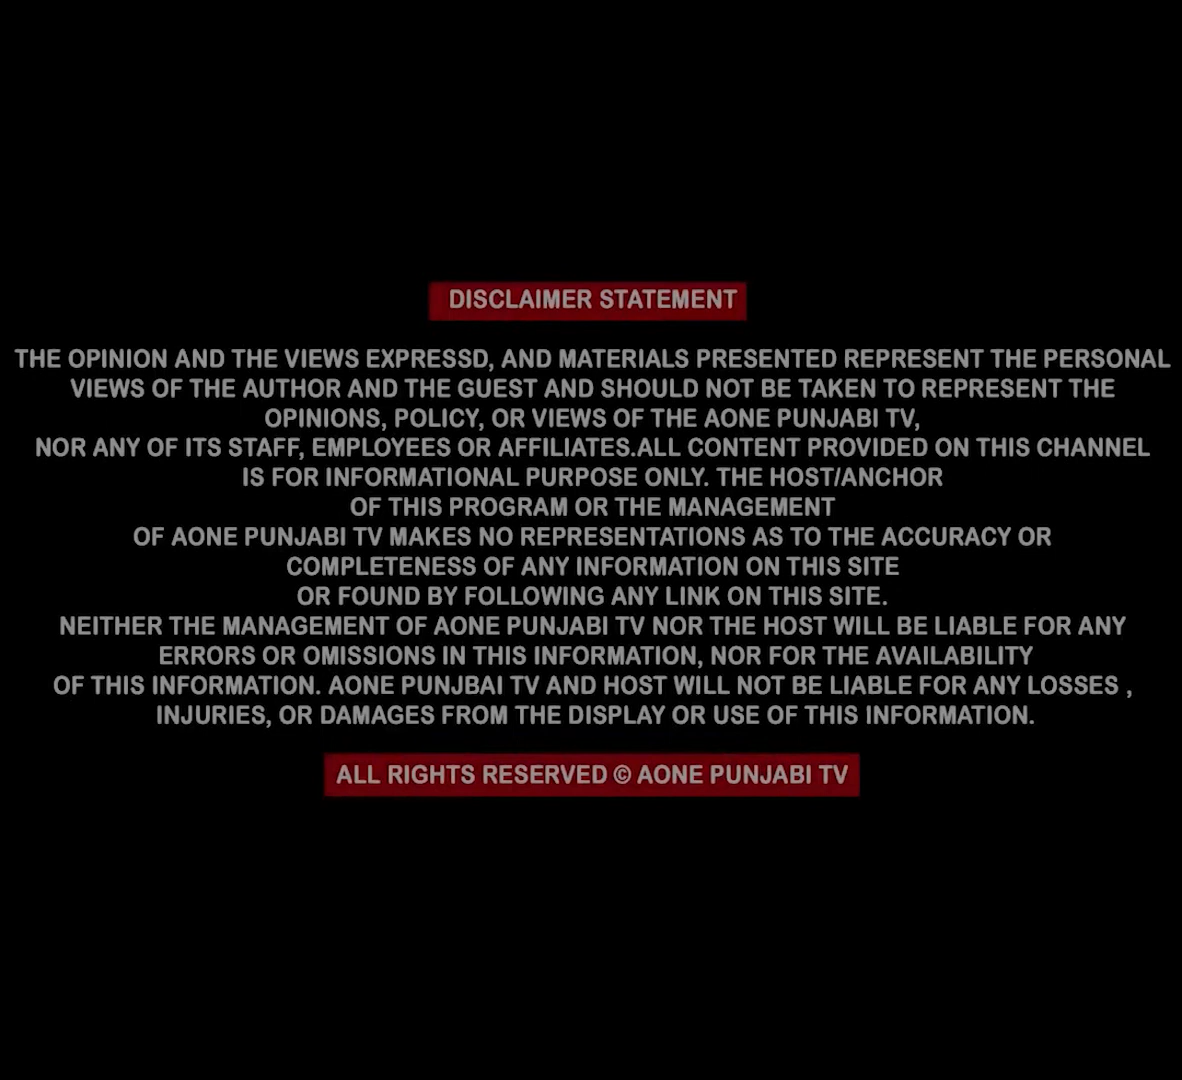 DISCLAIMER STATEMENT
THE OPINION AND THE VIEWS EXPRESSD, AND MATERIALS PRESENTED REPRESENT THE PERSONAL
VIEWS OF THE AUTHOR AND THE GUEST AND SHOULD NOT BE TAKEN TO REPRESENT THE
OPINIONS, POLICY, OR VIEWS OF THE AONE PUNJABI TV,
NOR ANY OF ITS STAFF, EMPLOYEES OR AFFILIATES.ALL CONTENT PROVIDED ON THIS CHANNEL
IS FOR INFORMATIONAL PURPOSE ONLY. THE HOST/ANCHOR
OF THIS PROGRAM OR THE MANAGEMENT
OF AONE PUNJABI TV MAKES NO REPRESENTATIONS AS TO THE ACCURACY OR
COMPLETENESS OF ANY INFORMATION ON THIS SITE
OR FOUND BY FOLLOWING ANY LINK ON THIS SITE.
NEITHER THE MANAGEMENT OF AONE PUNJABI TV NOR THE HOST WILL BE LIABLE FOR ANY
ERRORS OR OMISSIONS IN THIS INFORMATION, NOR FOR THE AVAILABILITY
OF THIS INFORMATION. AONE PUNJBAI TV AND HOST WILL NOT BE LIABLE FOR ANY LOSSES ,
INJURIES, OR DAMAGES FROM THE DISPLAY OR USE OF THIS INFORMATION.
ALL RIGHTS RESERVED © AONE PUNJABI TV